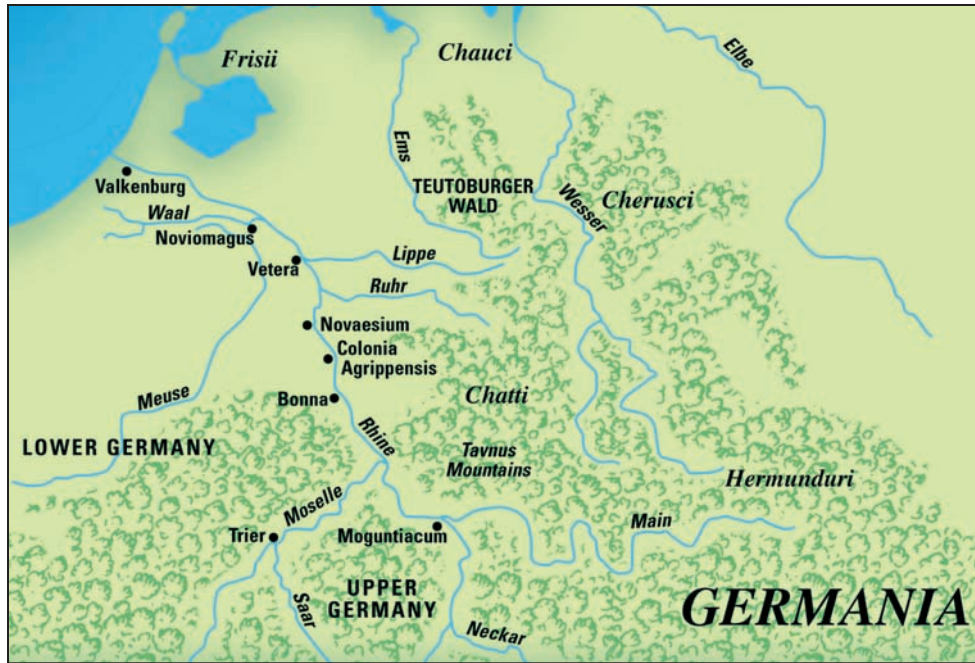 Frisii
Chauci
Elbe
Ems
Valkenburg
TEUTOBURGER
WALD
Cherusci
Wesser
Waal
Noviomagus
Vetera
Lippe
Ruhr
Novaesium
Colonia
Agrippensis
Meuse
Bonna
Chatti
Rhine
LOWER GERMANY
Tavnus
Mountains
Hermunduri
Moselle
Trier
Moguntiacum
Main
UPPER
GERMANY
Saar
GERMANIA
Neckar